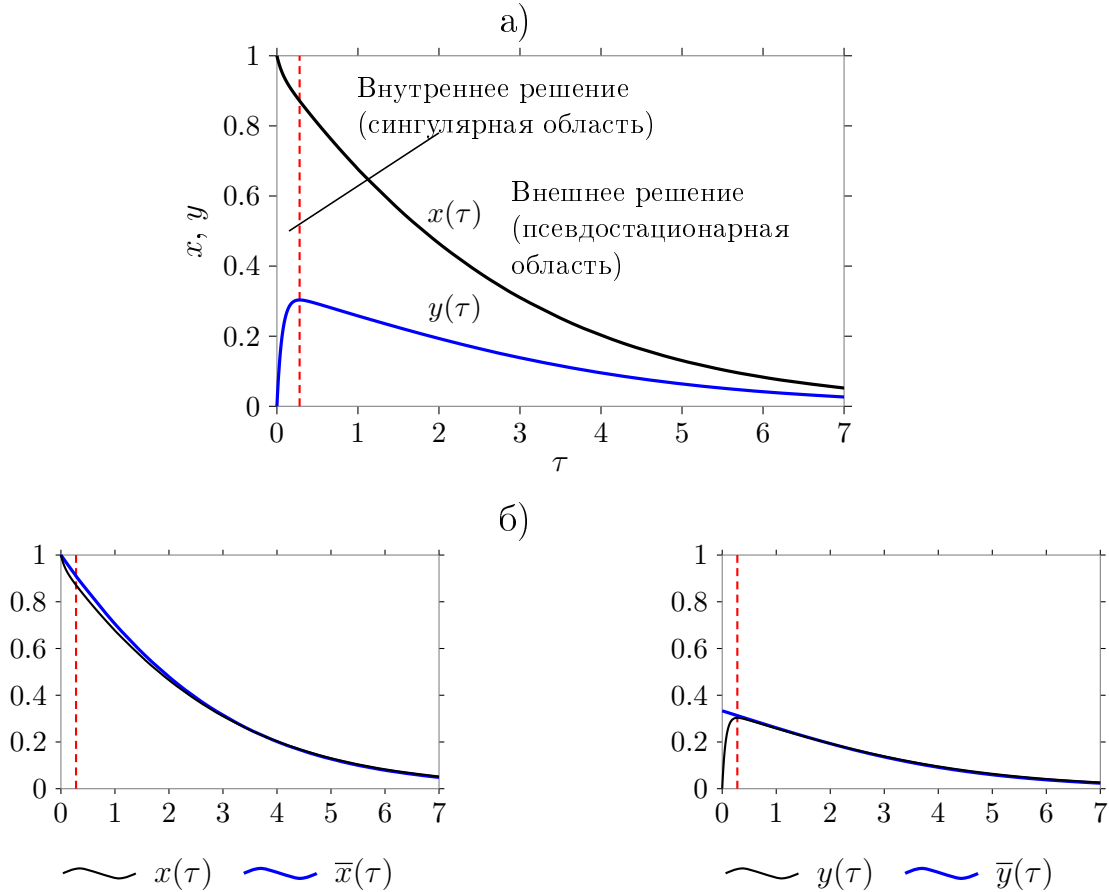 а)
1
0.8
0.6
0.4
0.2
0
x, y
Внутреннее решение
(сингулярная область)
Внешнее решение
(псевдостационарная
область)
x(τ)
y(τ)
0 1 2 3 4 5 6 7
τ
б)
1
0.8
0.6
0.4
0.2
0
0 1 2 3 4 5 6 7
x(τ) x̅(τ)
1
0.8
0.6
0.4
0.2
0
0 1 2 3 4 5 6 7
y(τ) y̅(τ)